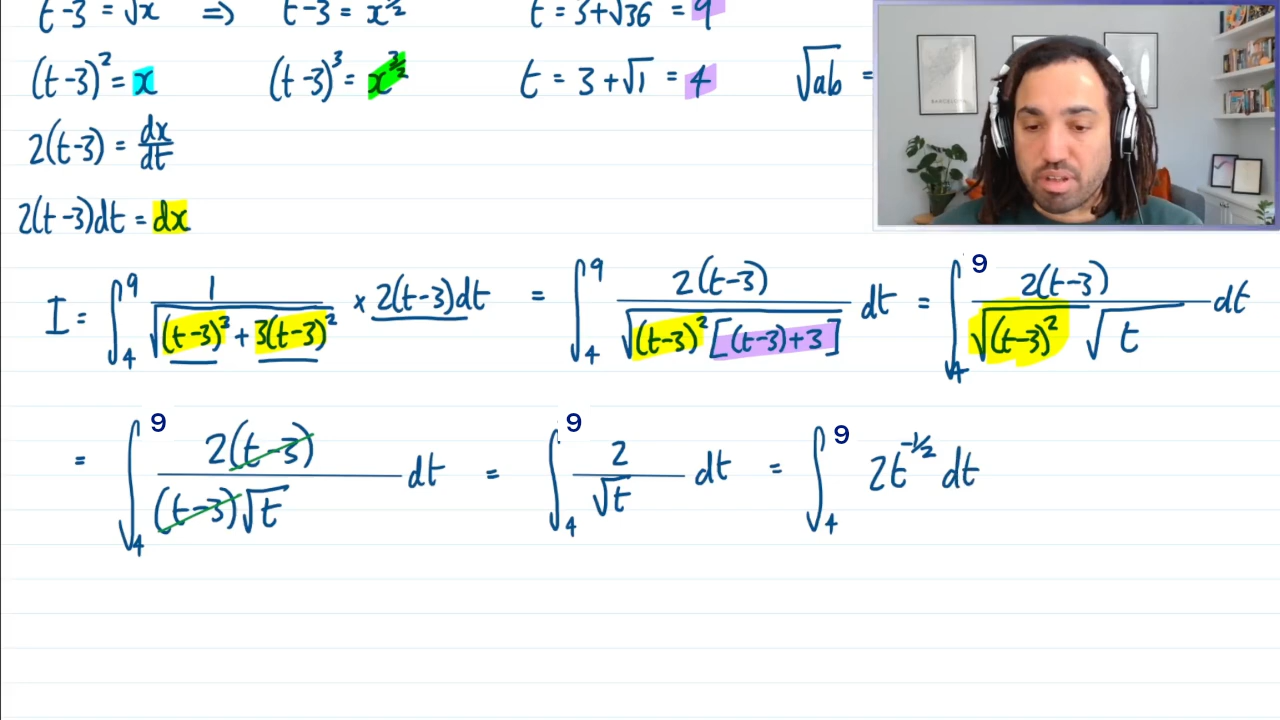 t-3 = √x ⇒ t-3 = x^½ t = 3+√36 = 9
(t-3)² = x (t-3)³ = x^(3/2) t = 3+√1 = 4 √ab =
2(t-3) = dx/dt
2(t-3)dt = dx
I = ∫₄⁹ 1/√((t-3)³ + 3(t-3)²) × 2(t-3)dt = ∫₄⁹ 2(t-3)/√((t-3)²[(t-3)+3]) dt = ∫₄⁹ 2(t-3)/(√(t-3)² √t) dt
= ∫₄⁹ 2(t-3)/((t-3)√t) dt = ∫₄⁹ 2/√t dt = ∫₄⁹ 2t^(-1/2) dt
BARCELONA